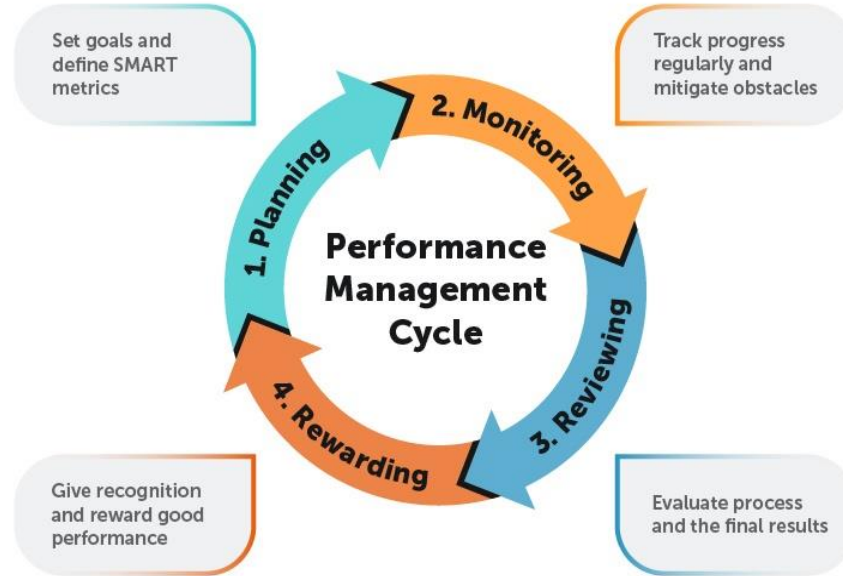 Set goals and
define SMART
metrics
Track progress
regularly and
mitigate obstacles
1. Planning
2. Monitoring
Performance
Management
Cycle
3. Reviewing
4. Rewarding
Give recognition
and reward good
performance
Evaluate process
and the final results